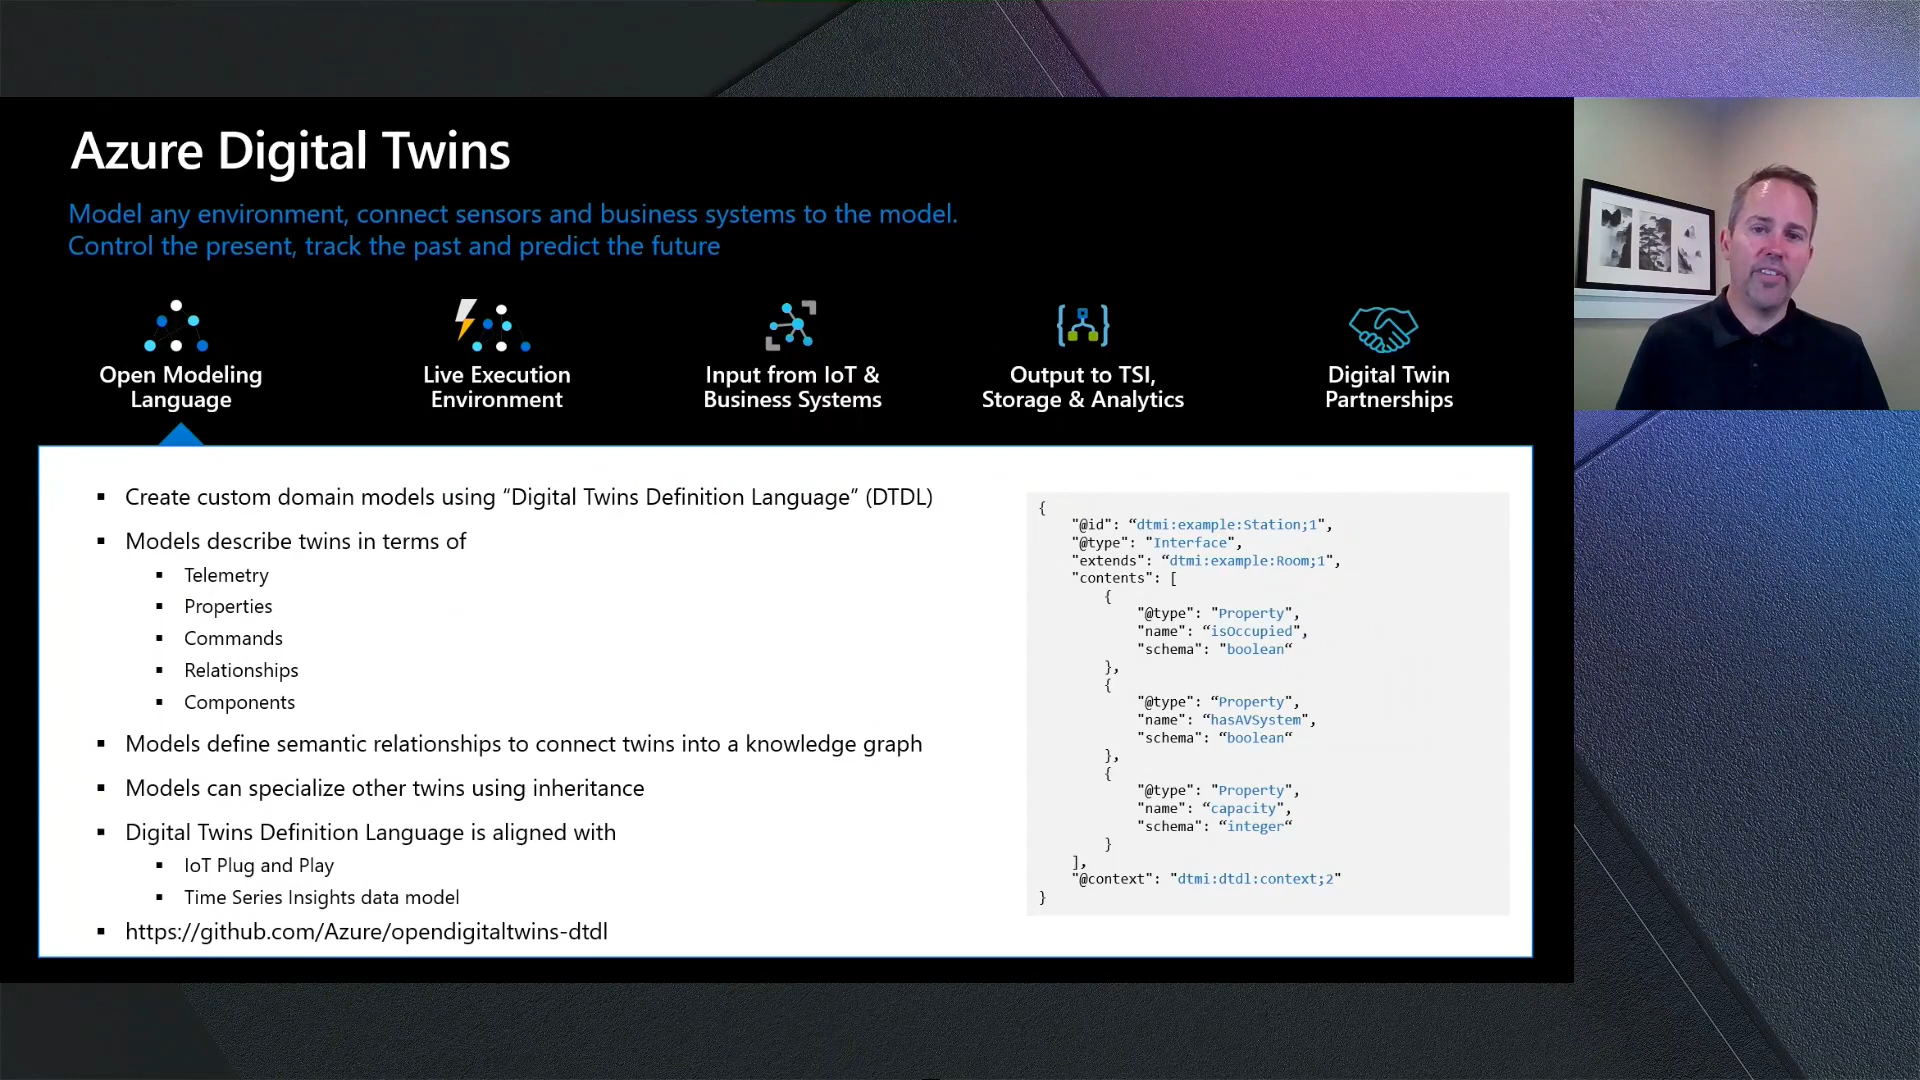 Azure Digital Twins
Model any environment, connect sensors and business systems to the model.
Control the present, track the past and predict the future
Open Modeling
Language
Live Execution
Environment
Input from IoT &
Business Systems
Output to TSI,
Storage & Analytics
Digital Twin
Partnerships
▪ Create custom domain models using “Digital Twins Definition Language” (DTDL)
▪ Models describe twins in terms of
▪ Telemetry
▪ Properties
▪ Commands
▪ Relationships
▪ Components
▪ Models define semantic relationships to connect twins into a knowledge graph
▪ Models can specialize other twins using inheritance
▪ Digital Twins Definition Language is aligned with
▪ IoT Plug and Play
▪ Time Series Insights data model
▪ https://github.com/Azure/opendigitaltwins-dtdl
{
"@id": “dtmi:example:Station;1",
"@type": "Interface",
"extends": “dtmi:example:Room;1",
"contents": [
{
"@type": "Property",
"name": “isOccupied",
"schema": "boolean“
},
{
"@type": “Property",
"name": “hasAVSystem",
"schema": “boolean“
},
{
"@type": "Property",
"name": “capacity",
"schema": “integer“
}
],
"@context": "dtmi:dtdl:context;2"
}